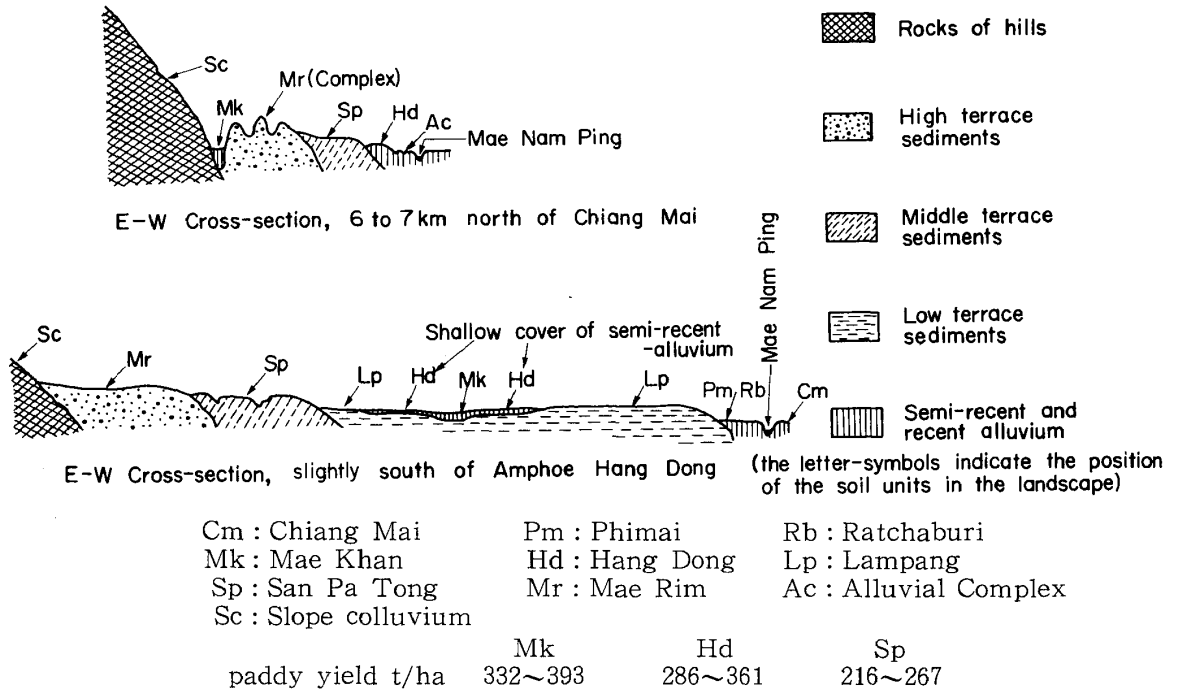 Sc
Mk
Mr (Complex)
Sp
Hd
Ac
Mae Nam Ping
E-W Cross-section, 6 to 7km north of Chiang Mai
Rocks of hills
High terrace
sediments
Middle terrace
sediments
Low terrace
sediments
Semi-recent and
recent alluvium
Sc
Mr
Sp
Lp
Shallow cover of semi-recent
-alluvium
Hd
Mk
Hd
Lp
Pm
Rb
Mae Nam Ping
Cm
E-W Cross-section, slightly south of Amphoe Hang Dong
(the letter-symbols indicate the position
of the soil units in the landscape)
Cm : Chiang Mai Pm : Phimai Rb : Ratchaburi
Mk : Mae Khan Hd : Hang Dong Lp : Lampang
Sp : San Pa Tong Mr : Mae Rim Ac : Alluvial Complex
Sc : Slope colluvium
Mk Hd Sp
paddy yield t/ha 332~393 286~361 216~267